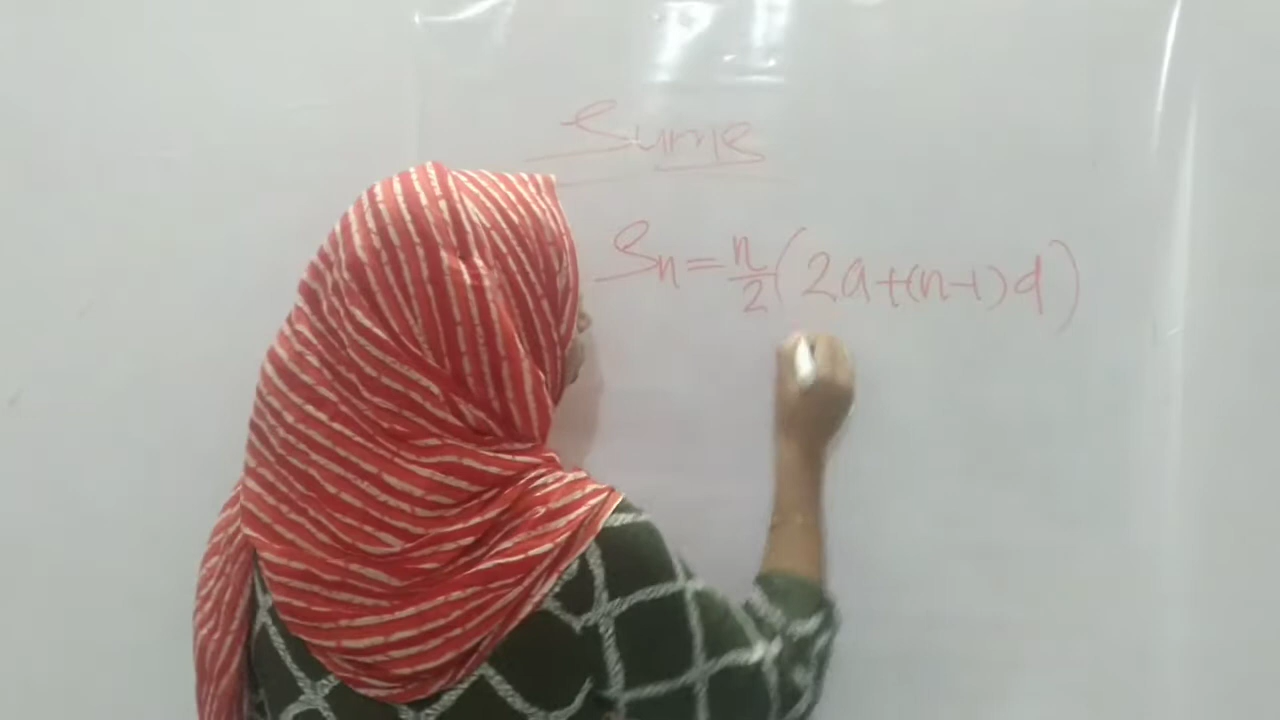 Sums
Sn = n/2 (2a+(n-1)d)